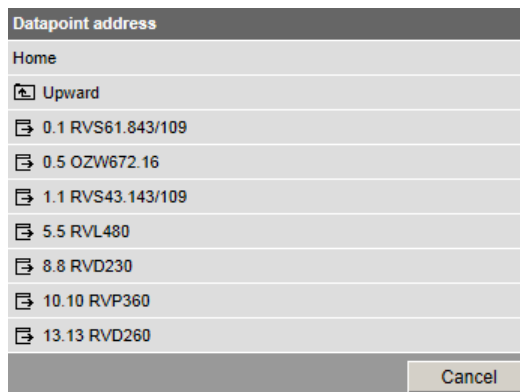 Datapoint address
Home
Upward
0.1 RVS61.843/109
0.5 OZW672.16
1.1 RVS43.143/109
5.5 RVL480
8.8 RVD230
10.10 RVP360
13.13 RVD260
Cancel